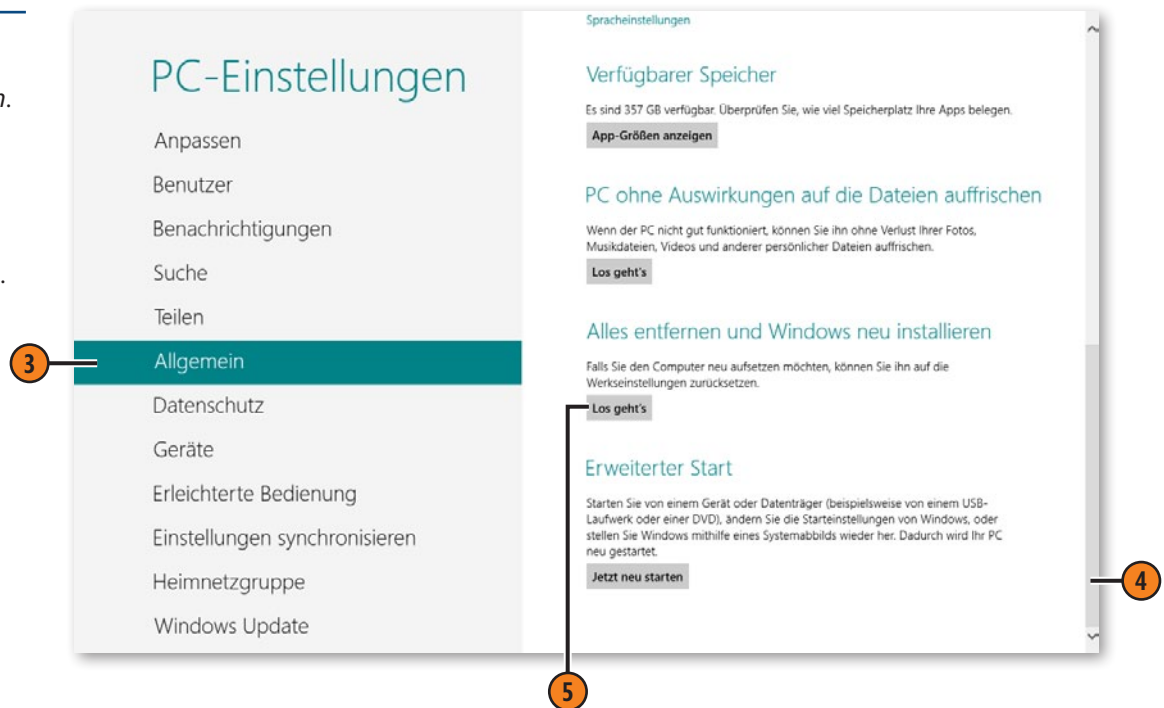 n.
.
PC-Einstellungen
Anpassen
Benutzer
Benachrichtigungen
Suche
Teilen
3
Allgemein
Datenschutz
Geräte
Erleichterte Bedienung
Einstellungen synchronisieren
Heimnetzgruppe
Windows Update
Spracheinstellungen
Verfügbarer Speicher
Es sind 357 GB verfügbar. Überprüfen Sie, wie viel Speicherplatz Ihre Apps belegen.
App-Größen anzeigen
PC ohne Auswirkungen auf die Dateien auffrischen
Wenn der PC nicht gut funktioniert, können Sie ihn ohne Verlust Ihrer Fotos,
Musikdateien, Videos und anderer persönlicher Dateien auffrischen.
Los geht's
Alles entfernen und Windows neu installieren
Falls Sie den Computer neu aufsetzen möchten, können Sie ihn auf die
Werkseinstellungen zurücksetzen.
Los geht's
Erweiterter Start
Starten Sie von einem Gerät oder Datenträger (beispielsweise von einem USB-
Laufwerk oder einer DVD), ändern Sie die Starteinstellungen von Windows, oder
stellen Sie Windows mithilfe eines Systemabbilds wieder her. Dadurch wird Ihr PC
neu gestartet.
Jetzt neu starten
4
5